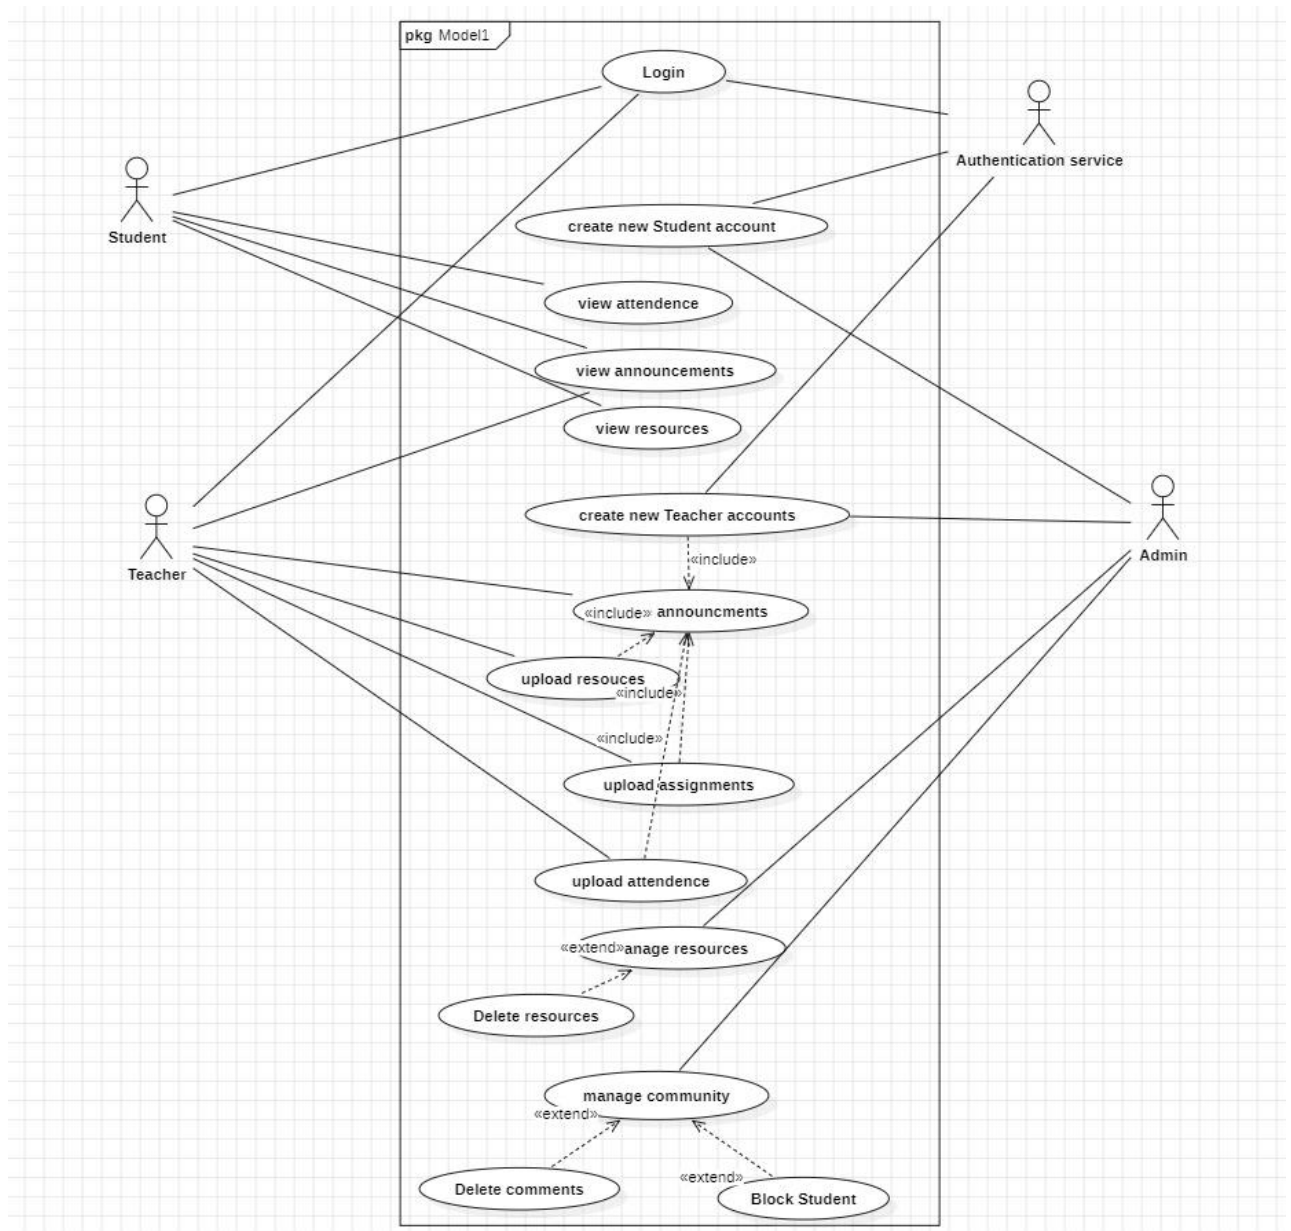 pkg Model1
Login
Authentication service
Student
create new Student account
view attendence
view announcements
view resources
create new Teacher accounts
Teacher
Admin
«include»
«include» announcments
upload resouces
«include»
«include»
upload assignments
upload attendence
«extend» anage resources
Delete resources
manage community
«extend»
«extend»
Delete comments
Block Student